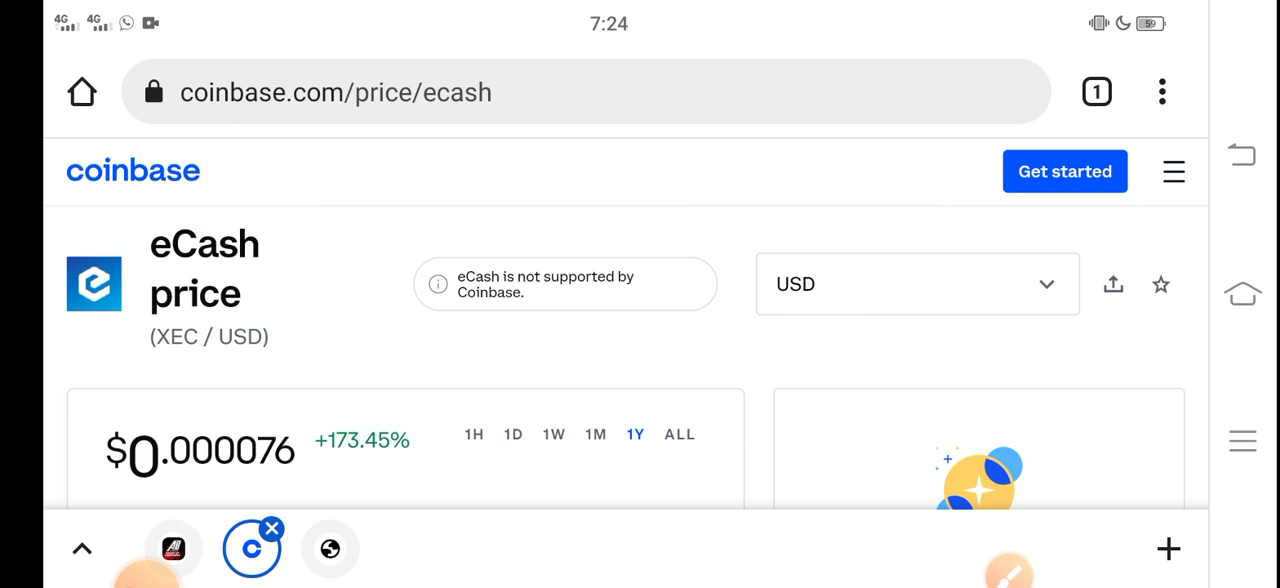 4G 4G 7:24 59
coinbase.com/price/ecash 1
coinbase Get started
eCash
price
(XEC / USD)
eCash is not supported by
Coinbase.
USD
$0.000076 +173.45% 1H 1D 1W 1M 1Y ALL